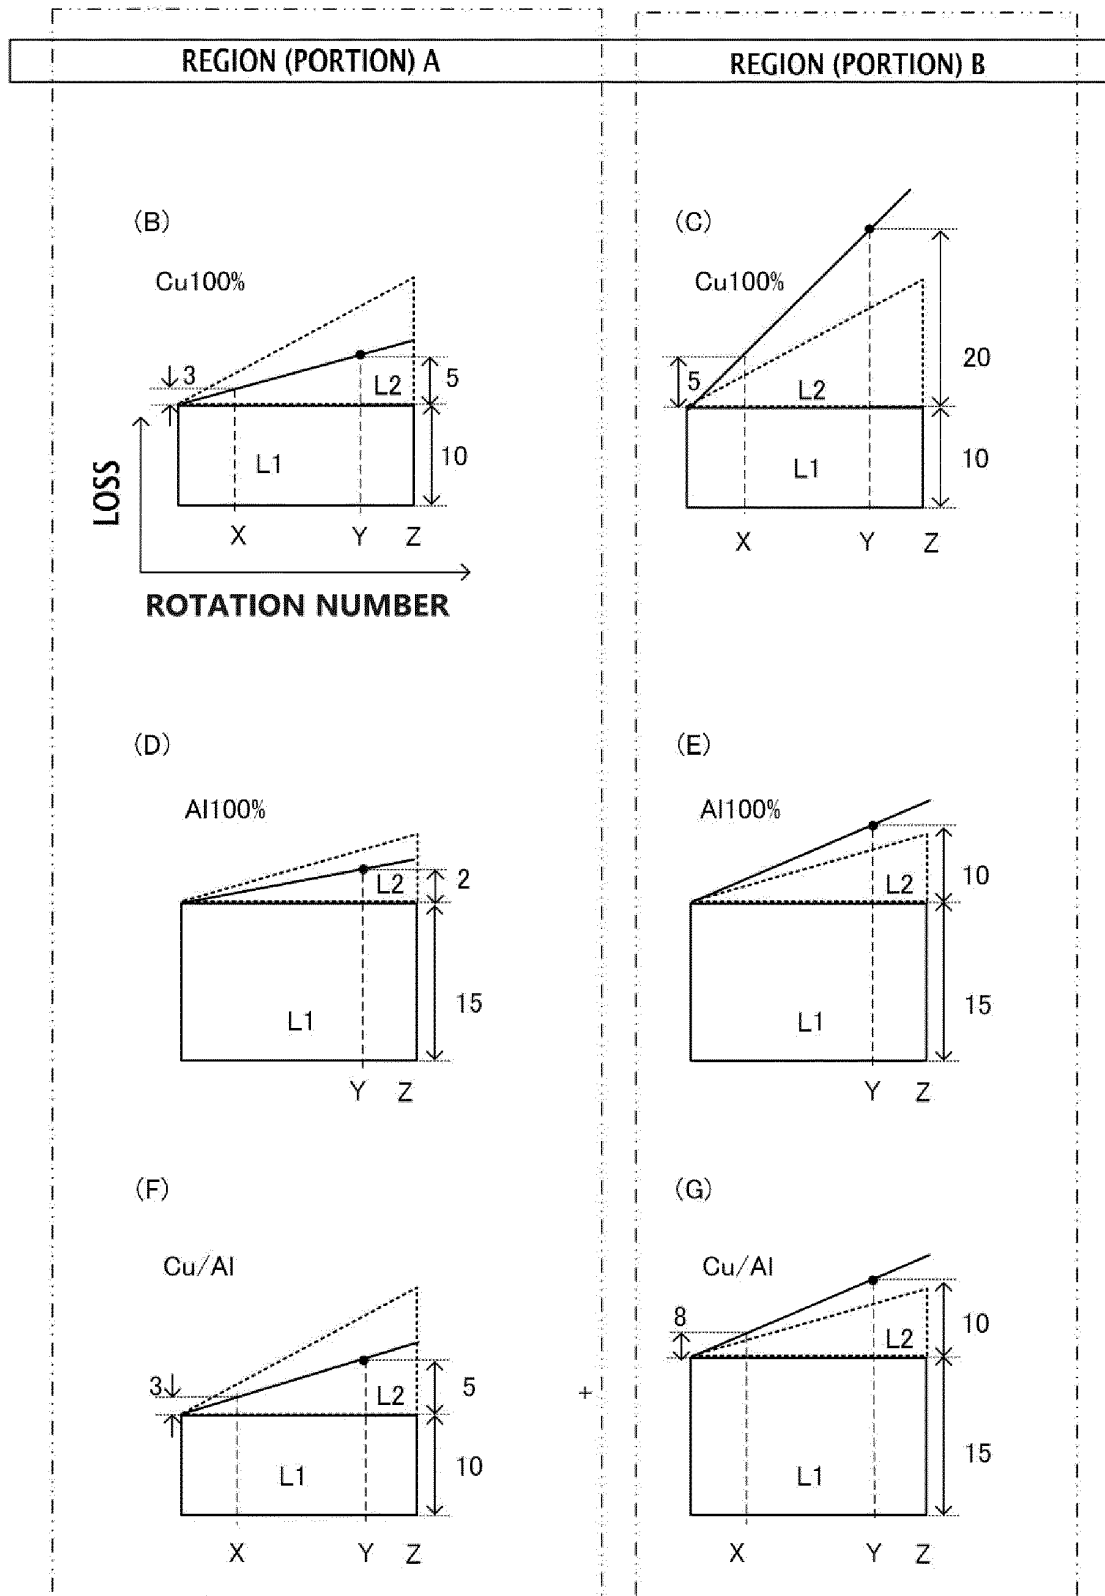 REGION (PORTION) A
REGION (PORTION) B
(B)
Cu100%
3
L2
5
L1
10
X Y Z
LOSS
ROTATION NUMBER
(C)
Cu100%
5
L2
20
L1
10
X Y Z
(D)
Al100%
L2
2
L1
15
Y Z
(E)
Al100%
L2
10
L1
15
Y Z
(F)
Cu/Al
3
L2
5
L1
10
X Y Z
+
(G)
Cu/Al
8
L2
10
L1
15
X Y Z